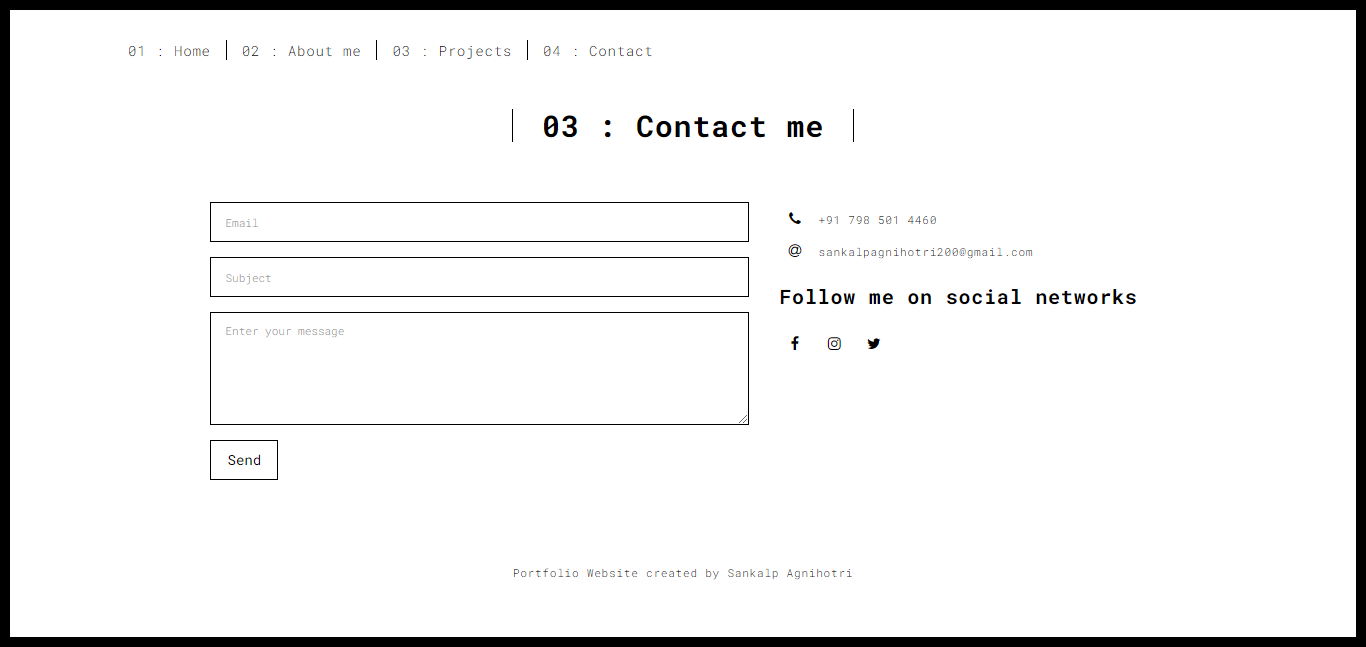 01 : Home 02 : About me 03 : Projects 04 : Contact
03 : Contact me
Email
Subject
Enter your message
Send
+91 798 501 4460
@ sankalpagnihotri200@gmail.com
Follow me on social networks
Portfolio Website created by Sankalp Agnihotri